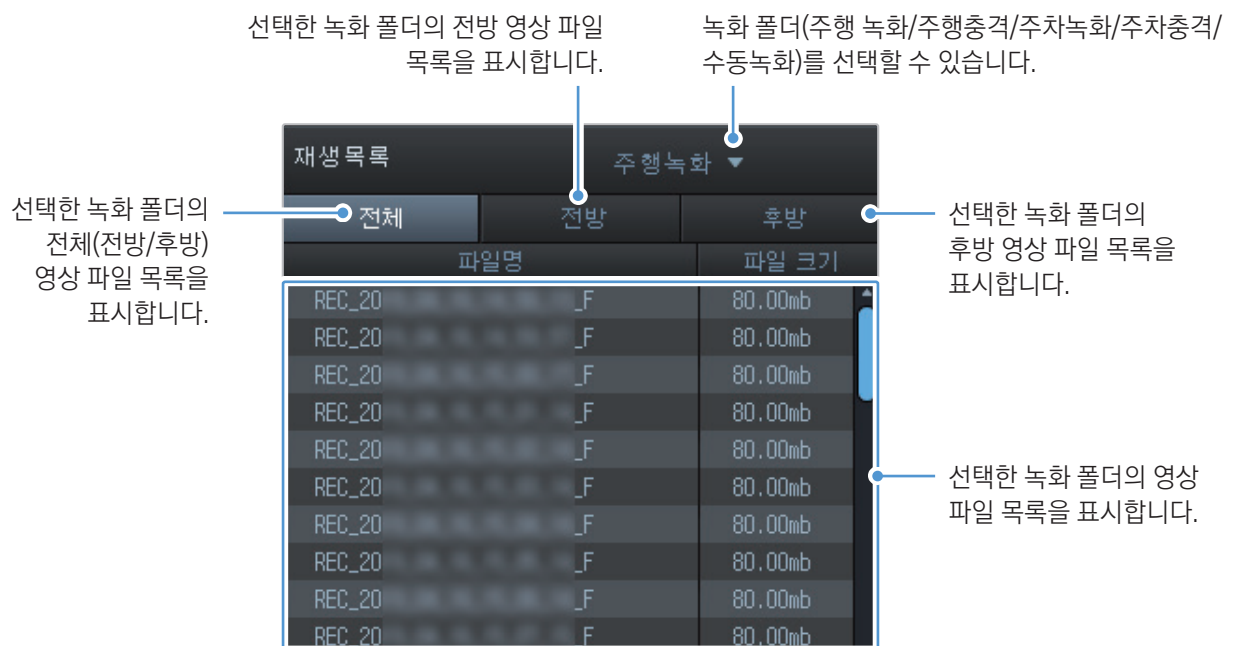 선택한 녹화 폴더의 전방 영상 파일
목록을 표시합니다.
녹화 폴더(주행 녹화/주행충격/주차녹화/주차충격/
수동녹화)를 선택할 수 있습니다.
재생목록
주행녹화 ▼
선택한 녹화 폴더의
전체(전방/후방)
영상 파일 목록을
표시합니다.
전체 전방 후방
선택한 녹화 폴더의
후방 영상 파일 목록을
표시합니다.
파일명 파일 크기
REC_20 _F 80.00mb
REC_20 _F 80.00mb
REC_20 _F 80.00mb
REC_20 _F 80.00mb
REC_20 _F 80.00mb
REC_20 _F 80.00mb
REC_20 _F 80.00mb
REC_20 _F 80.00mb
REC_20 _F 80.00mb
REC_20 _F 80.00mb
선택한 녹화 폴더의 영상
파일 목록을 표시합니다.